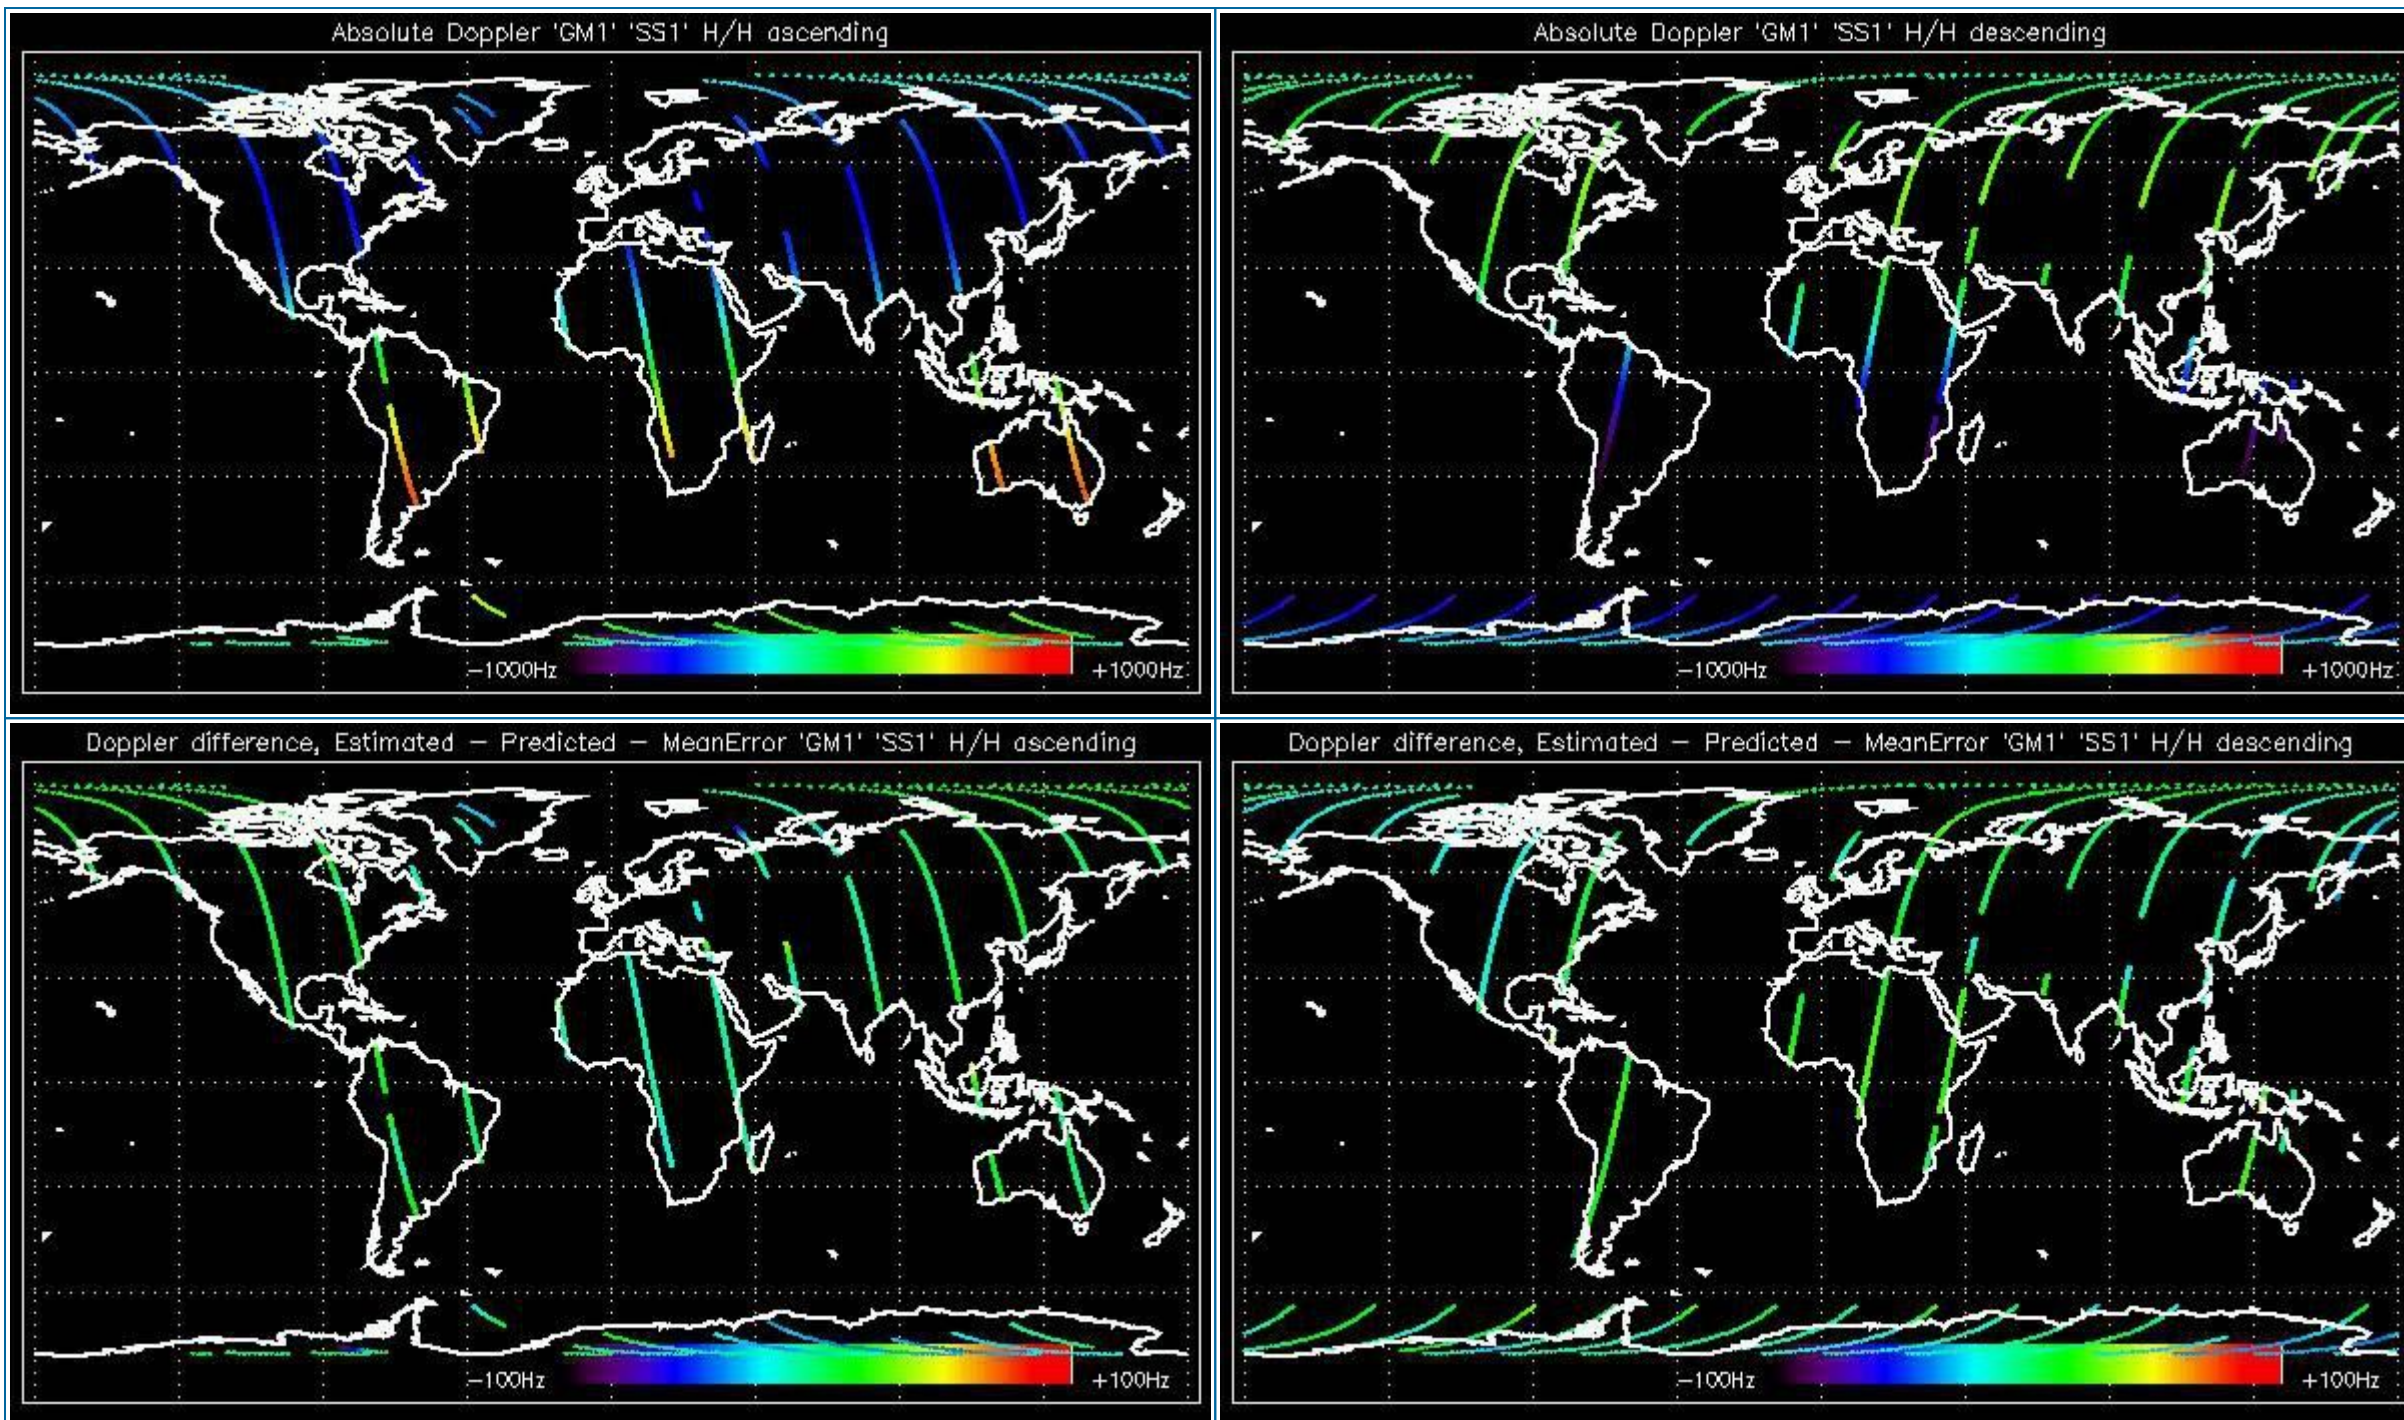 Absolute Doppler 'GM1' 'SS1' H/H ascending
-1000Hz
+1000Hz
Absolute Doppler 'GM1' 'SS1' H/H descending
-1000Hz
+1000Hz
Doppler difference, Estimated - Predicted - MeanError 'GM1' 'SS1' H/H ascending
-100Hz
+100Hz
Doppler difference, Estimated - Predicted - MeanError 'GM1' 'SS1' H/H descending
-100Hz
+100Hz